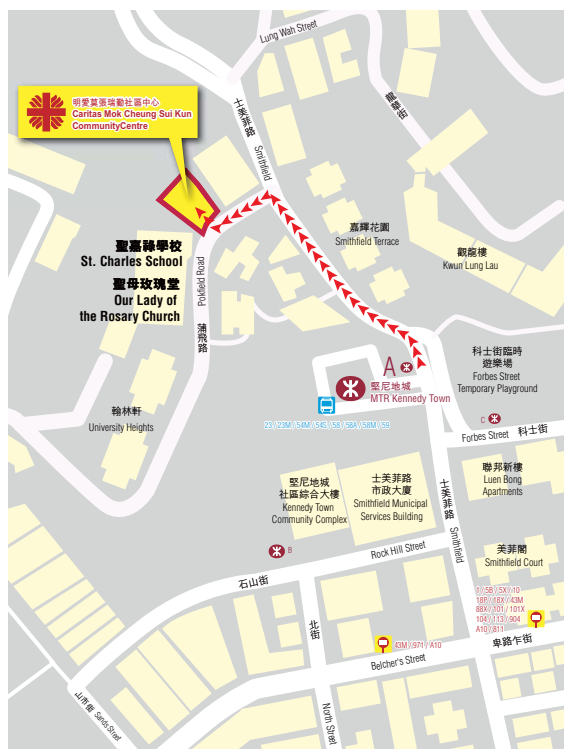 Lung Wah Street
龍華街
明愛莫張瑞勤社區中心
Caritas Mok Cheung Sui Kun
CommunityCentre
士美菲路
Smithfield
嘉輝花園
Smithfield Terrace
觀龍樓
Kwun Lung Lau
聖嘉祿學校
St. Charles School
聖母玫瑰堂
Our Lady of
the Rosary Church
Pokfield Road
蒲飛路
A
堅尼地城
MTR Kennedy Town
科士街臨時
遊樂場
Forbes Street
Temporary Playground
23 / 23M / 54M / 54S / 58 / 58A / 58M / 59
翰林軒
University Heights
C
Forbes Street
科士街
聯邦新樓
Luen Bong
Apartments
堅尼地城
社區綜合大樓
Kennedy Town
Community Complex
士美菲路
市政大廈
Smithfield Municipal
Services Building
士美菲路
Smithfield
美菲閣
Smithfield Court
B
石山街
Rock Hill Street
1 / 5B / 5X / 10
18P / 18X / 43M
88X / 101 / 101X
104 / 113 / 904
A10 / 811
北街
North Street
43M / 971 / A10
Belcher's Street
卑路乍街
山市街
Sands Street